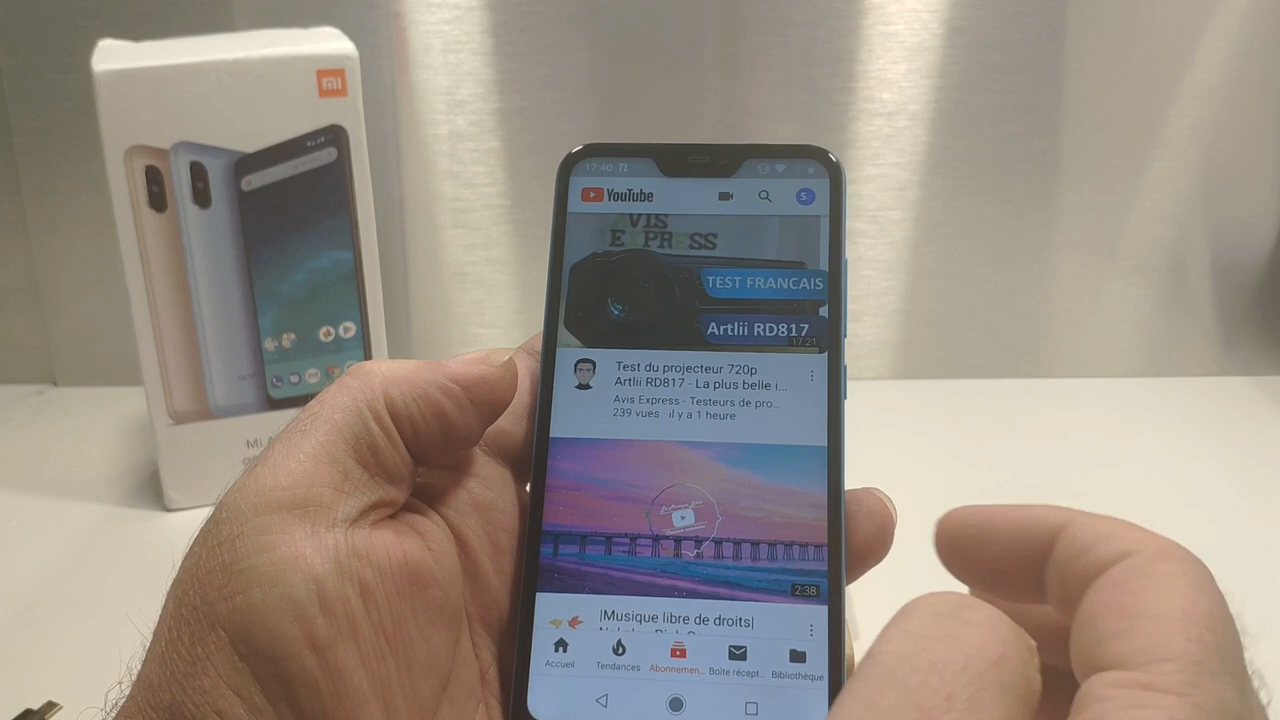 mi
Mi A
17:40
YouTube
S
AVIS
EXPRESS
TEST FRANCAIS
Artlii RD817
17:21
Test du projecteur 720p
Artlii RD817 - La plus belle i...
Avis Express - Testeurs de pro...
239 vues · il y a 1 heure
2:38
|Musique libre de droits|
Accueil
Tendances
Abonnemen...
Boîte récept...
Bibliothèque